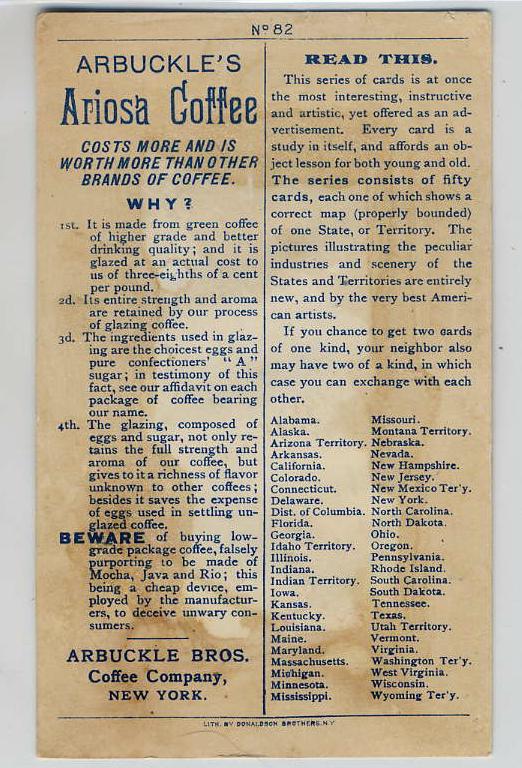 Nº 82
ARBUCKLE'S
Ariosa Coffee
COSTS MORE AND IS
WORTH MORE THAN OTHER
BRANDS OF COFFEE.
WHY?
1st. It is made from green coffee
of higher grade and better
drinking quality; and it is
glazed at an actual cost to
us of three-eighths of a cent
per pound.
2d. Its entire strength and aroma
are retained by our process
of glazing coffee.
3d. The ingredients used in glaz-
ing are the choicest eggs and
pure confectioners' "A"
sugar; in testimony of this
fact, see our affidavit on each
package of coffee bearing
our name.
4th. The glazing, composed of
eggs and sugar, not only re-
tains the full strength and
aroma of our coffee, but
gives to it a richness of flavor
unknown to other coffees;
besides it saves the expense
of eggs used in settling un-
glazed coffee.
BEWARE of buying low-
grade package coffee, falsely
purporting to be made of
Mocha, Java and Rio; this
being a cheap device, em-
ployed by the manufactur-
ers, to deceive unwary con-
sumers.
ARBUCKLE BROS.
Coffee Company,
NEW YORK.
READ THIS.
This series of cards is at once
the most interesting, instructive
and artistic, yet offered as an ad-
vertisement. Every card is a
study in itself, and affords an ob-
ject lesson for both young and old.
The series consists of fifty
cards, each one of which shows a
correct map (properly bounded)
of one State, or Territory. The
pictures illustrating the peculiar
industries and scenery of the
States and Territories are entirely
new, and by the very best Ameri-
can artists.
If you chance to get two cards
of one kind, your neighbor also
may have two of a kind, in which
case you can exchange with each
other.
Alabama.
Alaska.
Arizona Territory.
Arkansas.
California.
Colorado.
Connecticut.
Delaware.
Dist. of Columbia.
Florida.
Georgia.
Idaho Territory.
Illinois.
Indiana.
Indian Territory.
Iowa.
Kansas.
Kentucky.
Louisiana.
Maine.
Maryland.
Massachusetts.
Michigan.
Minnesota.
Mississippi.
Missouri.
Montana Territory.
Nebraska.
Nevada.
New Hampshire.
New Jersey.
New Mexico Ter'y.
New York.
North Carolina.
North Dakota.
Ohio.
Oregon.
Pennsylvania.
Rhode Island.
South Carolina.
South Dakota.
Tennessee.
Texas.
Utah Territory.
Vermont.
Virginia.
Washington Ter'y.
West Virginia.
Wisconsin.
Wyoming Ter'y.
LITH. BY DONALDSON BROTHERS, N.Y.